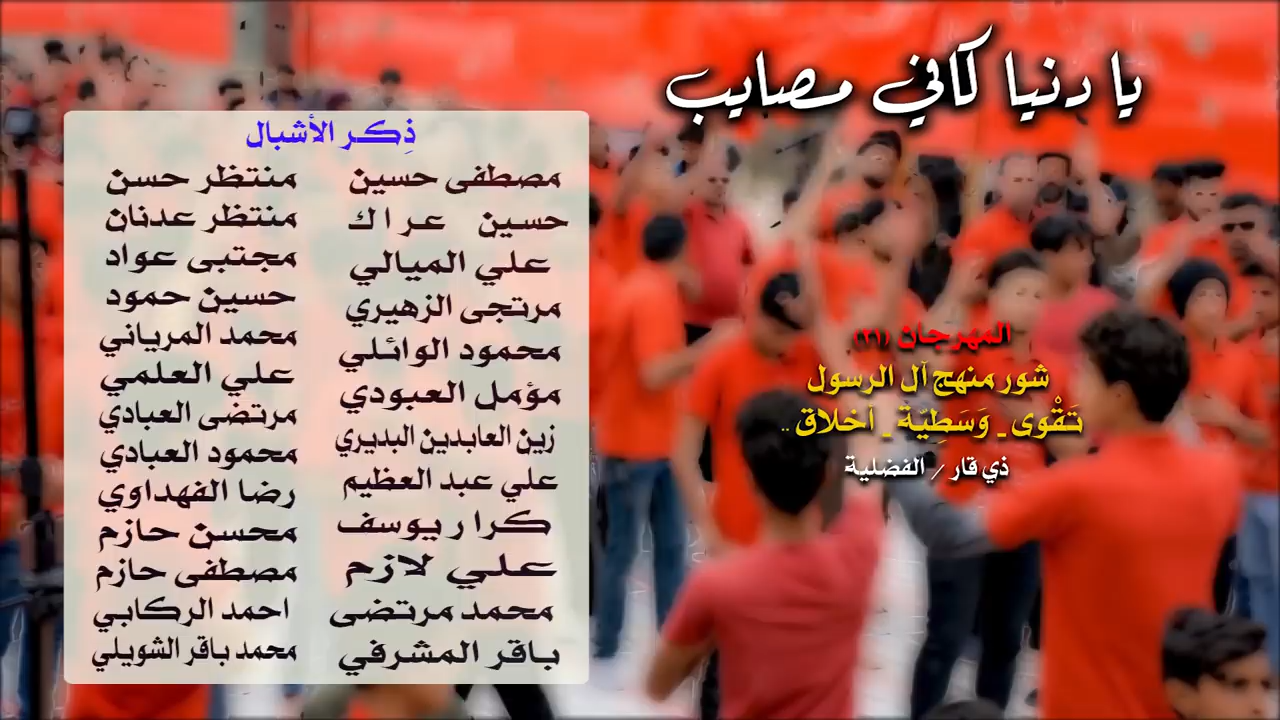 يا دنيا كافي مصايب
ذِكر الأشبال
مصطفى حسين
حسين عراك
علي الميالي
مرتجى الزهيري
محمود الوائلي
مؤمل العبودي
زين العابدين البديري
علي عبد العظيم
كرار يوسف
علي لازم
محمد مرتضى
باقر المشرفي
منتظر حسن
منتظر عدنان
مجتبى عواد
حسين حمود
محمد المرياني
علي العلمي
مرتضى العبادي
محمود العبادي
رضا الفهداوي
محسن حازم
مصطفى حازم
احمد الركابي
محمد باقر الشويلي
المهرجان (٣١)
شور منهج آل الرسول
تَقْوى ـ وَسَطِيّة ـ أخلاق ..
ذي قار / الفضلية